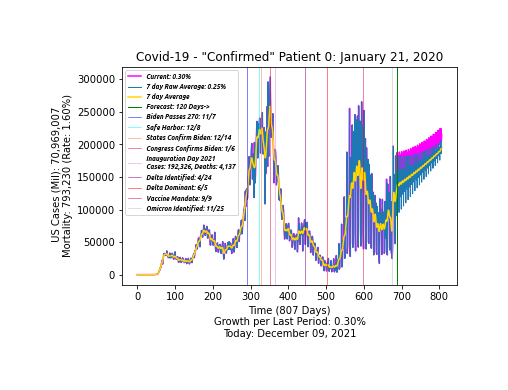 Covid-19 - "Confirmed" Patient 0: January 21, 2020
US Cases (Mil): 70,969,007
Mortality: 793,230 (Rate: 1.60%)
300000
250000
200000
150000
100000
50000
0
Current: 0.30%
7 day Raw Average: 0.25%
7 day Average
Forecast: 120 Days->
Biden Passes 270: 11/7
Safe Harbor: 12/8
States Confirm Biden: 12/14
Congress Confirms Biden: 1/6
Inauguration Day 2021
Cases: 192,326, Deaths: 4,137
Delta Identified: 4/24
Delta Dominant: 6/5
Vaccine Mandate: 9/9
Omicron Identified: 11/25
0 100 200 300 400 500 600 700 800
Time (807 Days)
Growth per Last Period: 0.30%
Today: December 09, 2021